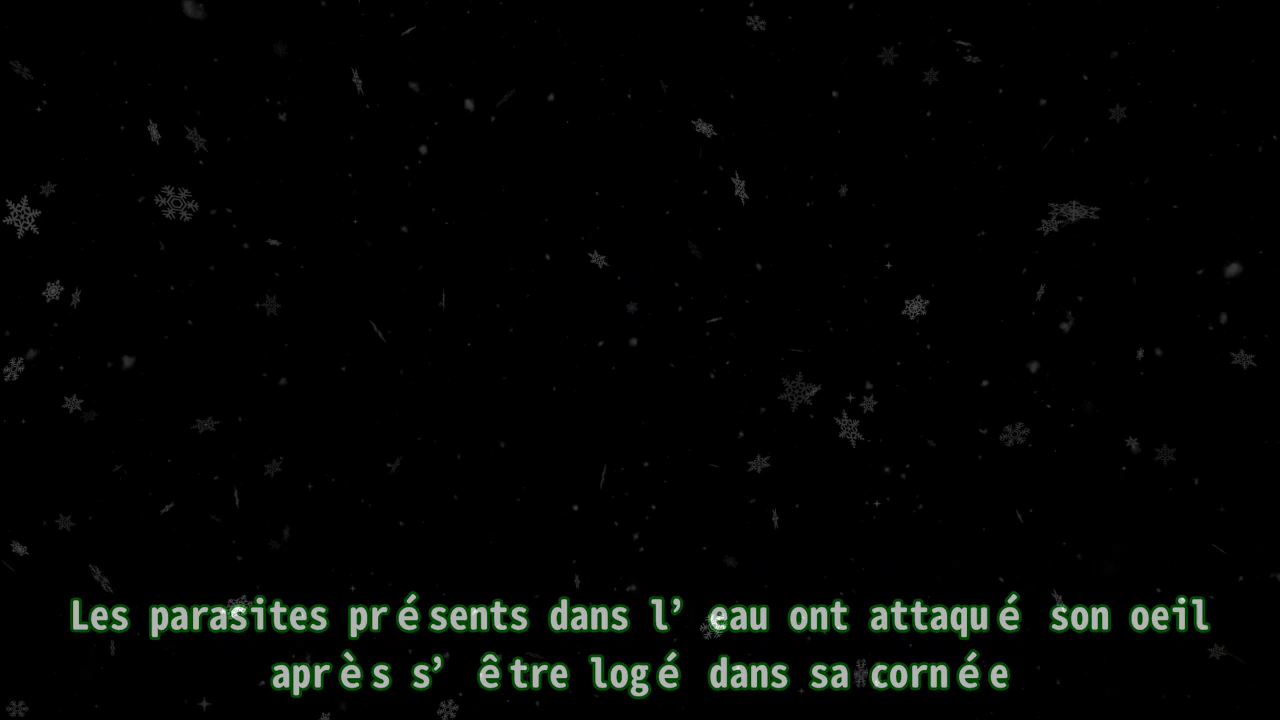 Les parasites présents dans l’eau ont attaqué son oeil
après s’être logé dans sa cornée